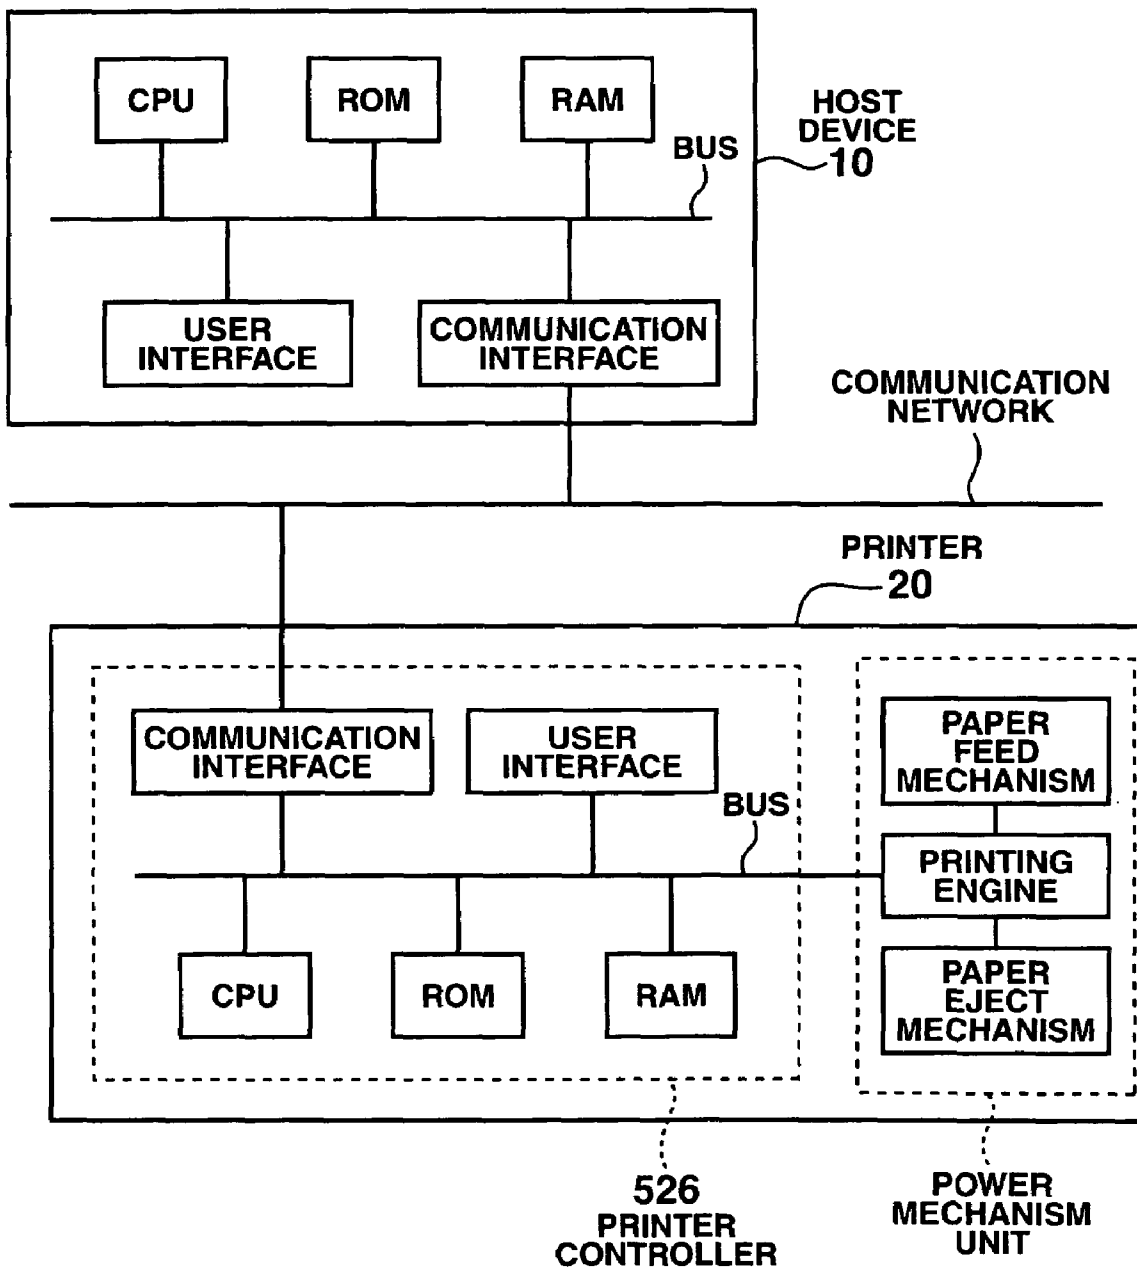 CPU
ROM
RAM
HOST
DEVICE
10
BUS
USER
INTERFACE
COMMUNICATION
INTERFACE
COMMUNICATION
NETWORK
PRINTER
20
COMMUNICATION
INTERFACE
USER
INTERFACE
BUS
PAPER
FEED
MECHANISM
PRINTING
ENGINE
PAPER
EJECT
MECHANISM
CPU
ROM
RAM
526
PRINTER
CONTROLLER
POWER
MECHANISM
UNIT